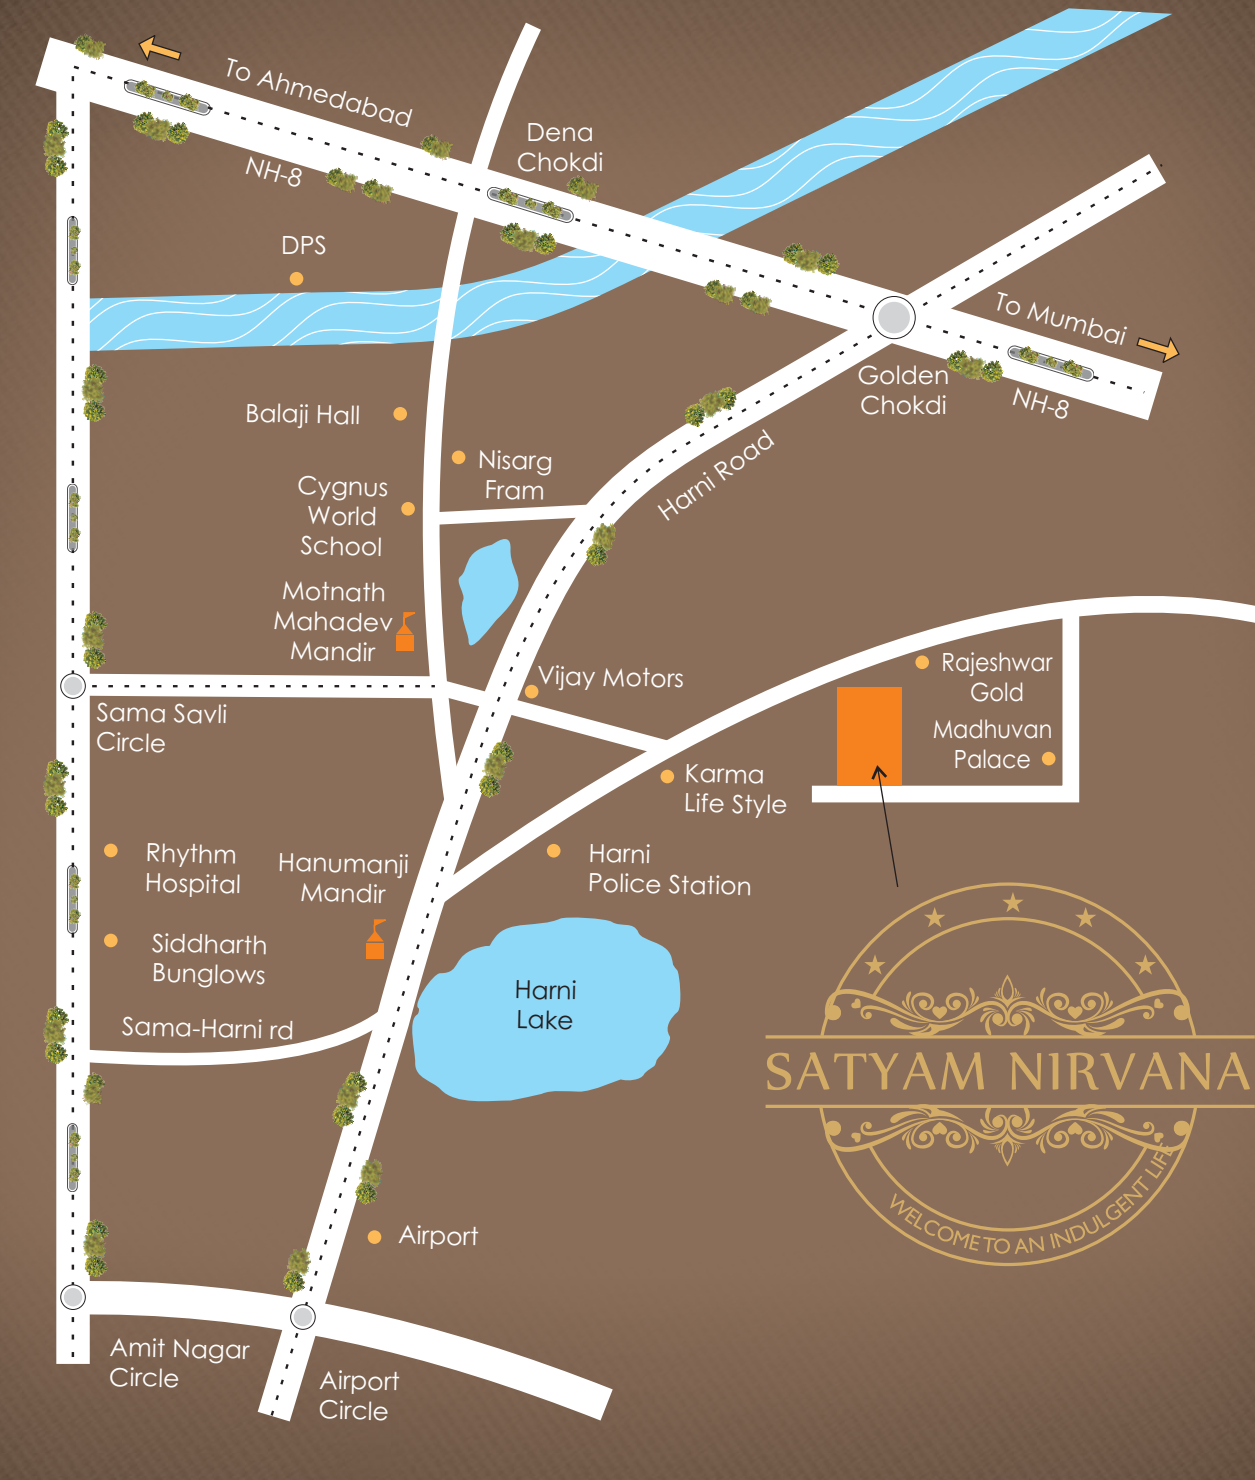 To Ahmedabad
NH-8
Dena
Chokdi
DPS
To Mumbai
NH-8
Golden
Chokdi
Balaji Hall
Harni Road
Nisarg
Fram
Cygnus
World
School
Motnath
Mahadev
Mandir
Vijay Motors
Rajeshwar
Gold
Madhuvan
Palace
Sama Savli
Circle
Karma
Life Style
Rhythm
Hospital
Hanumanji
Mandir
Harni
Police Station
Siddharth
Bunglows
Sama-Harni rd
Harni
Lake
SATYAM NIRVANA
WELCOME TO AN INDULGENT LIFE
Airport
Amit Nagar
Circle
Airport
Circle